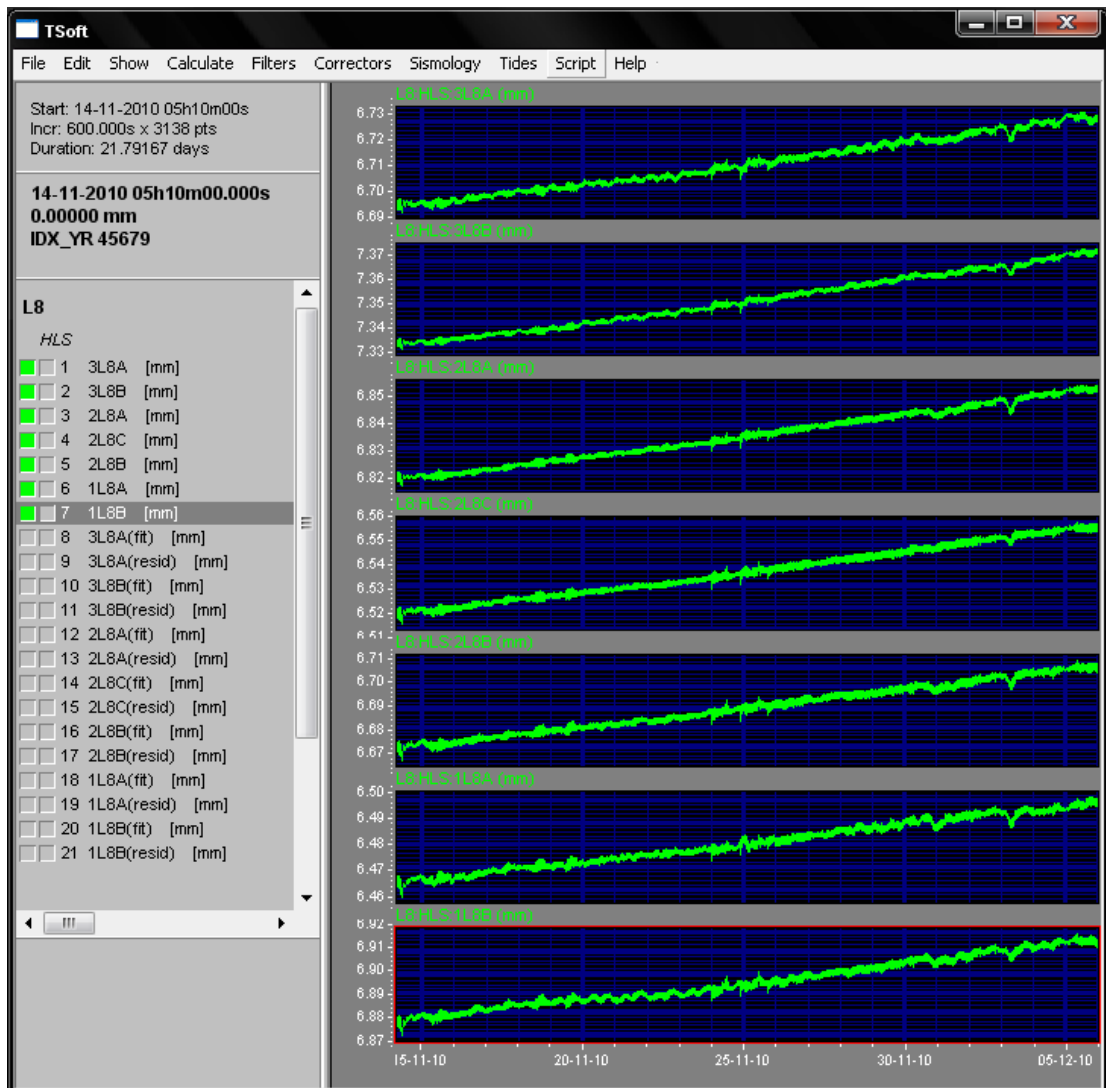 TSoft
File Edit Show Calculate Filters Correctors Sismology Tides Script Help
Start: 14-11-2010 05h10m00s
Incr: 600.000s x 3138 pts
Duration: 21.79167 days
14-11-2010 05h10m00.000s
0.00000 mm
IDX_YR 45679
L8
HLS
1 3L8A [mm]
2 3L8B [mm]
3 2L8A [mm]
4 2L8C [mm]
5 2L8B [mm]
6 1L8A [mm]
7 1L8B [mm]
8 3L8A(fit) [mm]
9 3L8A(resid) [mm]
10 3L8B(fit) [mm]
11 3L8B(resid) [mm]
12 2L8A(fit) [mm]
13 2L8A(resid) [mm]
14 2L8C(fit) [mm]
15 2L8C(resid) [mm]
16 2L8B(fit) [mm]
17 2L8B(resid) [mm]
18 1L8A(fit) [mm]
19 1L8A(resid) [mm]
20 1L8B(fit) [mm]
21 1L8B(resid) [mm]
L8:HLS:3L8A (mm)
6.73
6.72
6.71
6.70
6.69
L8:HLS:3L8B (mm)
7.37
7.36
7.35
7.34
7.33
L8:HLS:2L8A (mm)
6.85
6.84
6.83
6.82
L8:HLS:2L8C (mm)
6.56
6.55
6.54
6.53
6.52
6.51
L8:HLS:2L8B (mm)
6.71
6.70
6.69
6.68
6.67
L8:HLS:1L8A (mm)
6.50
6.49
6.48
6.47
6.46
L8:HLS:1L8B (mm)
6.92
6.91
6.90
6.89
6.88
6.87
15-11-10 20-11-10 25-11-10 30-11-10 05-12-10